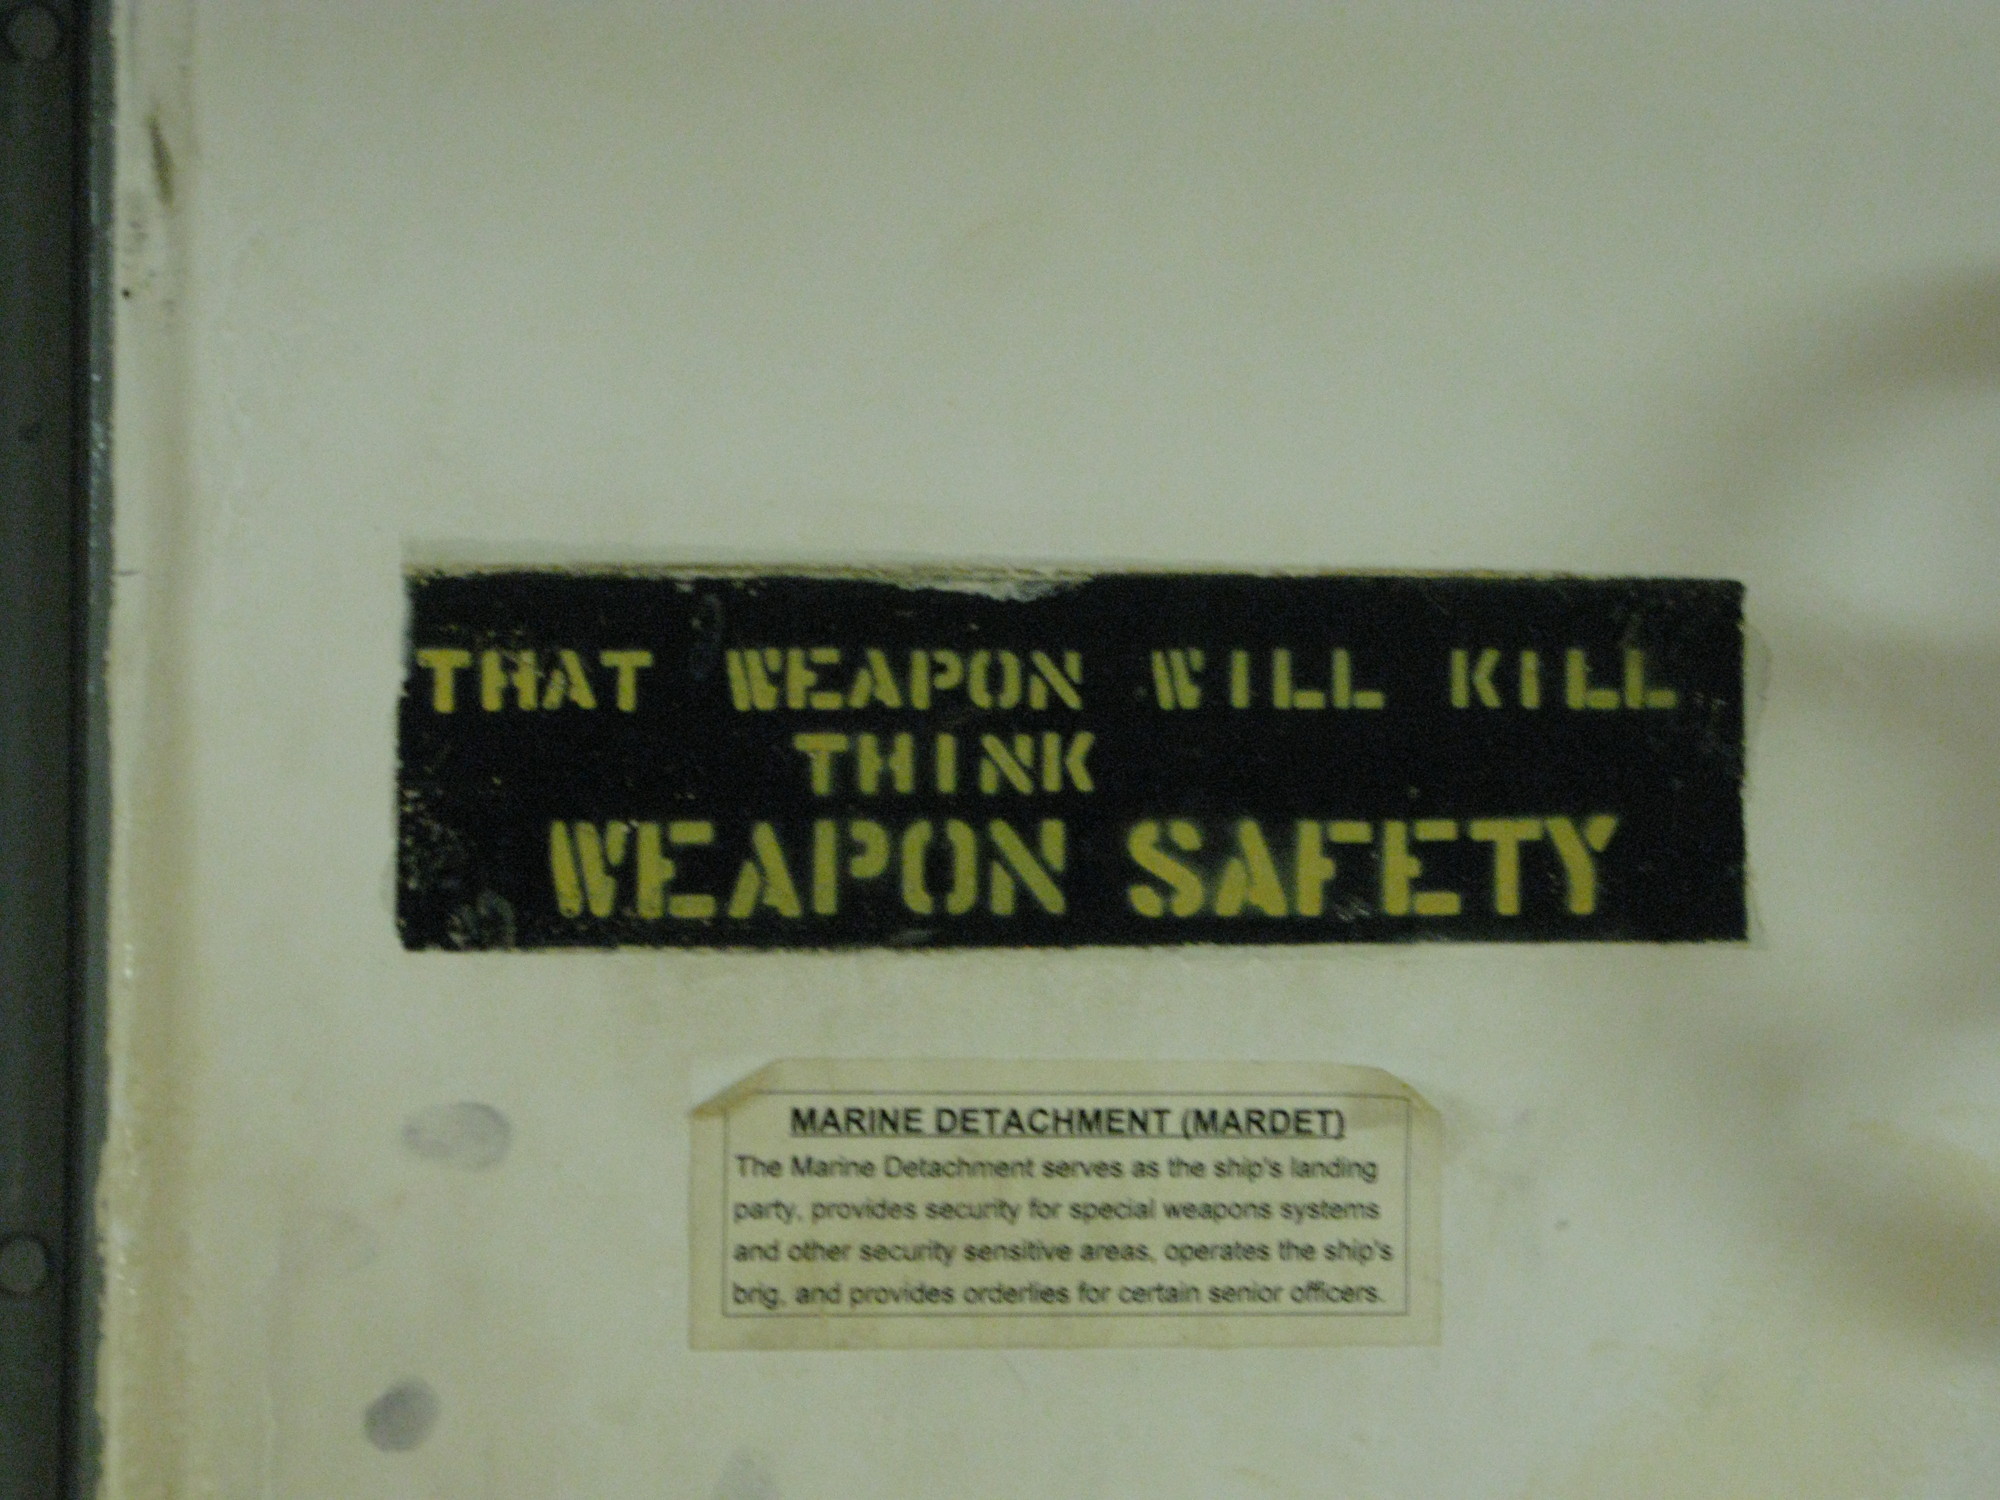 THAT WEAPON WILL KILL
THINK
WEAPON SAFETY
MARINE DETACHMENT (MARDET)
The Marine Detachment serves as the ship's landing
party, provides security for special weapons systems
and other security sensitive areas, operates the ship's
brig, and provides orderlies for certain senior officers.